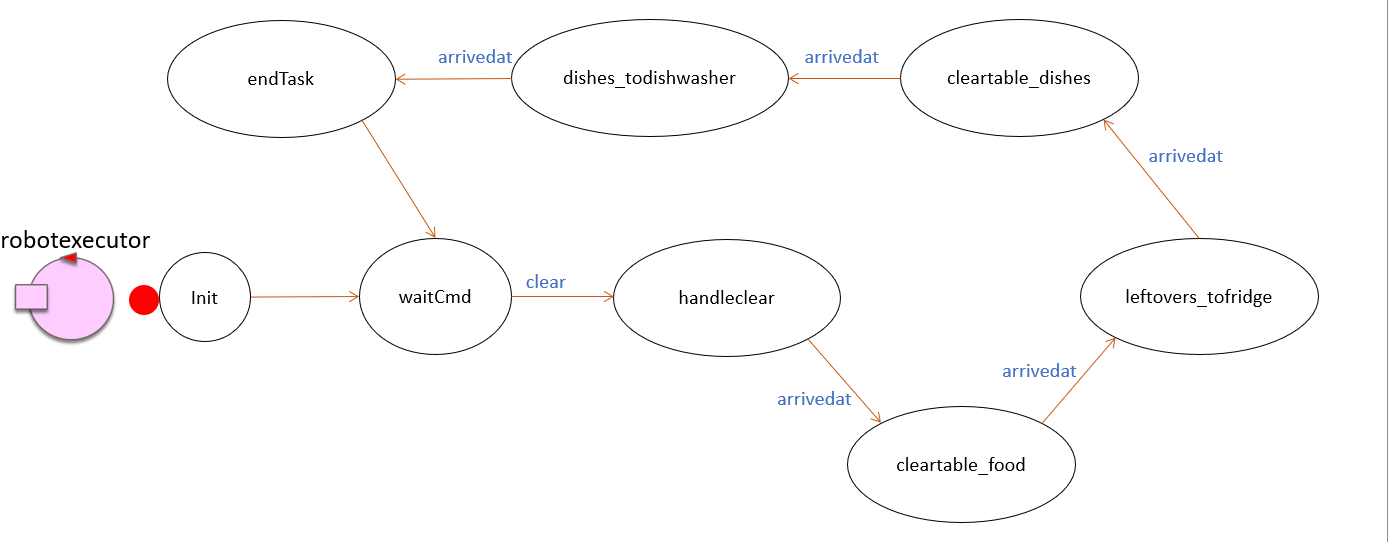 arrivedat
arrivedat
endTask
dishes_todishwasher
cleartable_dishes
arrivedat
robotexecutor
clear
Init
waitCmd
handleclear
leftovers_tofridge
arrivedat
arrivedat
cleartable_food